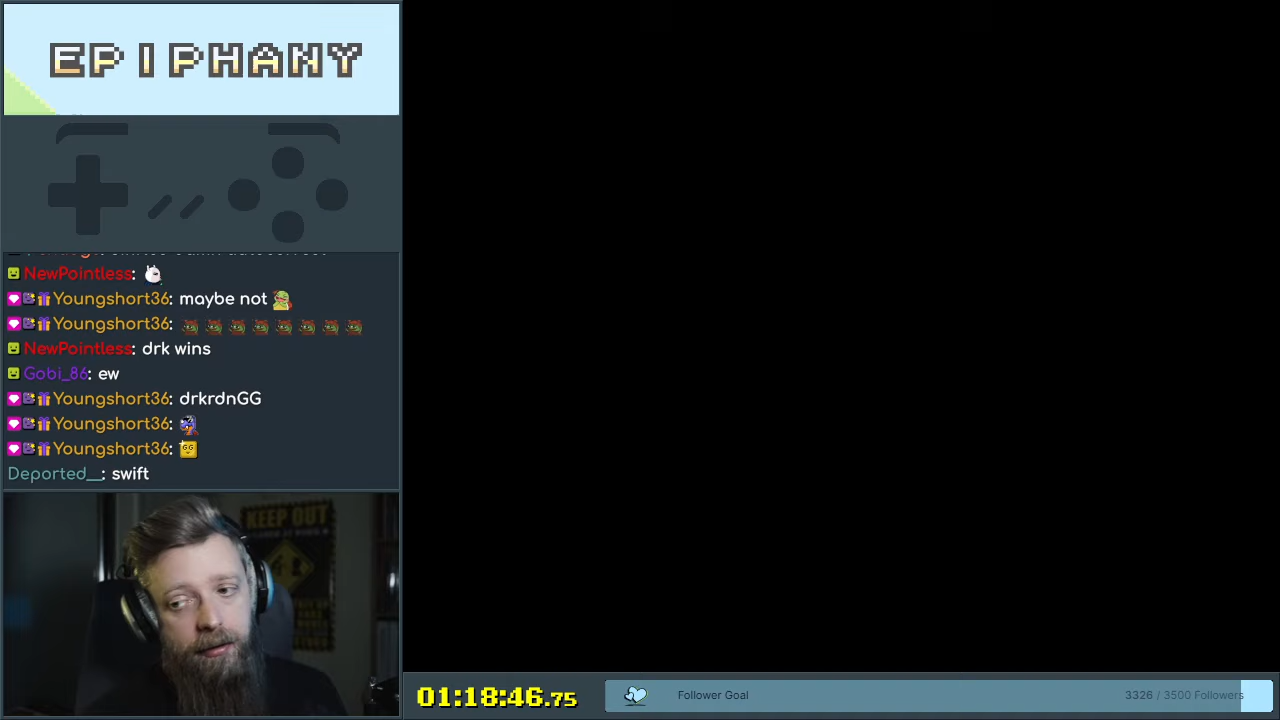 EPIPHANY
NewPointless:
Youngshort36: maybe not
Youngshort36:
NewPointless: drk wins
Gobi_86: ew
Youngshort36: drkrdnGG
Youngshort36:
Youngshort36:
Deported__: swift
KEEP OUT
01:18:46.75
Follower Goal
3326 / 3500 Followers